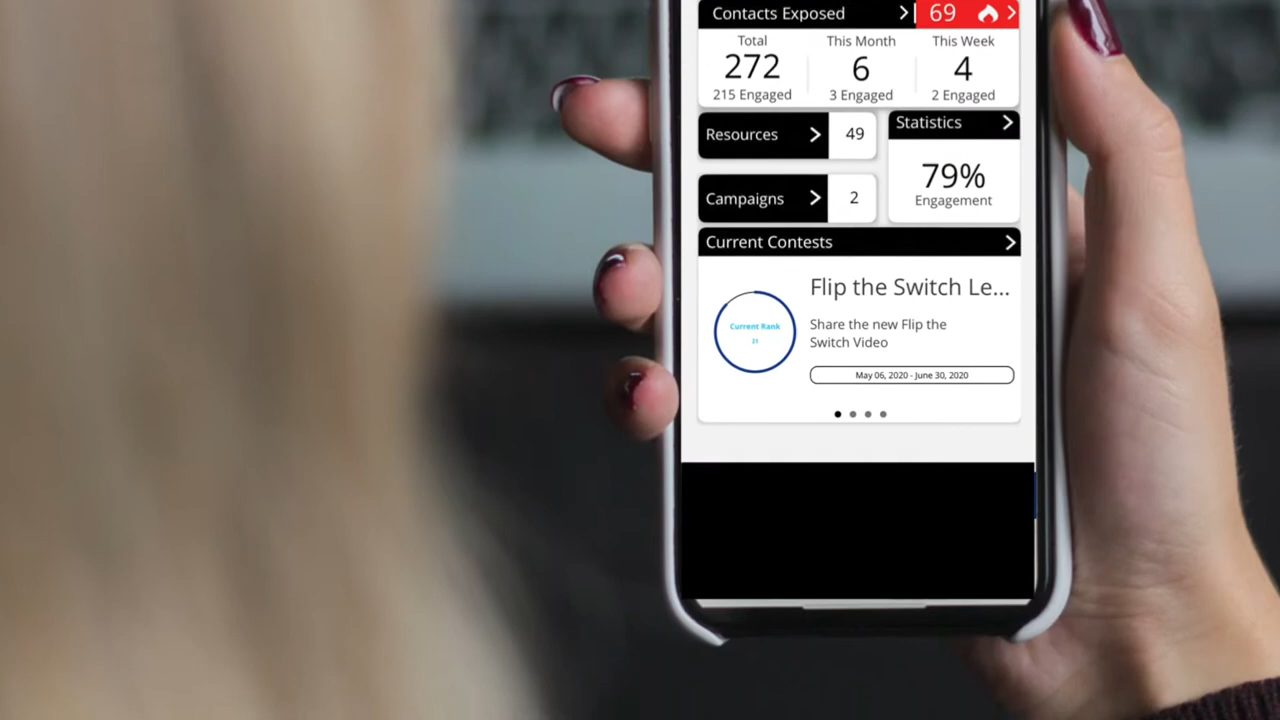 Contacts Exposed 69
Total This Month This Week
272 6 4
215 Engaged 3 Engaged 2 Engaged
Resources 49
Statistics
79%
Engagement
Campaigns 2
Current Contests
Flip the Switch Le...
Current Rank
21
Share the new Flip the
Switch Video
May 06, 2020 - June 30, 2020